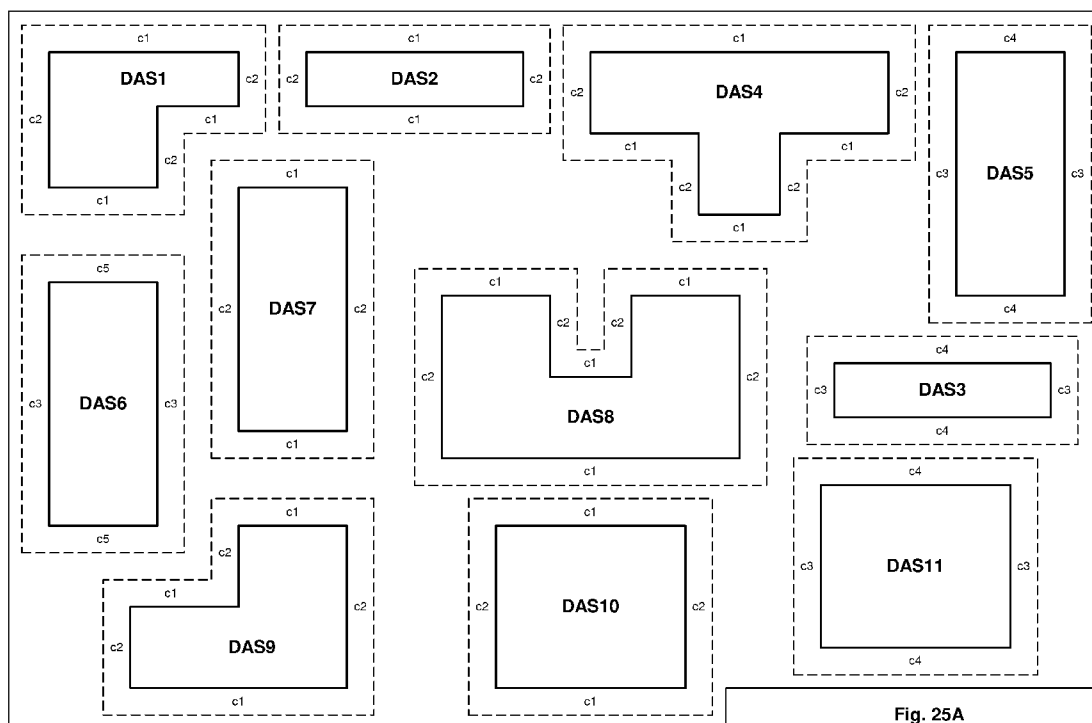 c1 c1 c1 c4
c2 DAS1 c2 c2 DAS2 c2 c2 DAS4 c2
c1 c1
c2 c2 c1 c1
c3 DAS5 c3
c1 c1 c2 c2
c1
c5 c1 c1 c4
c2 DAS7 c2 c2 c2
c1 c4
c2 c2
c3 DAS6 c3 DAS8 c3 DAS3 c3
c4
c1 c1
c4
c1 c1
c5
c2
c3 DAS11 c3
c1
c2 DAS10 c2
c2 DAS9 c2
c4
c1 c1
Fig. 25A